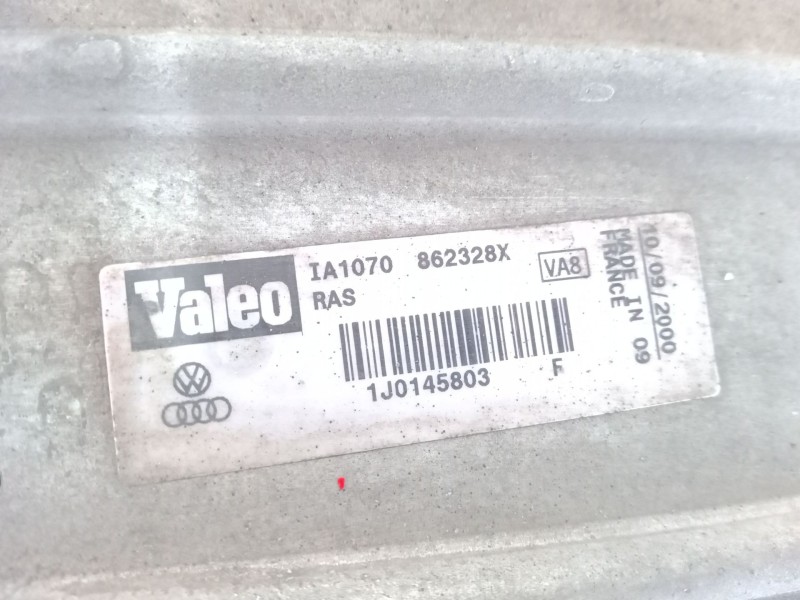 Valeo
IA1070 862328X
RAS
VA8
1J0145803 F
10/09/2000
MADE IN 09
FRANCE